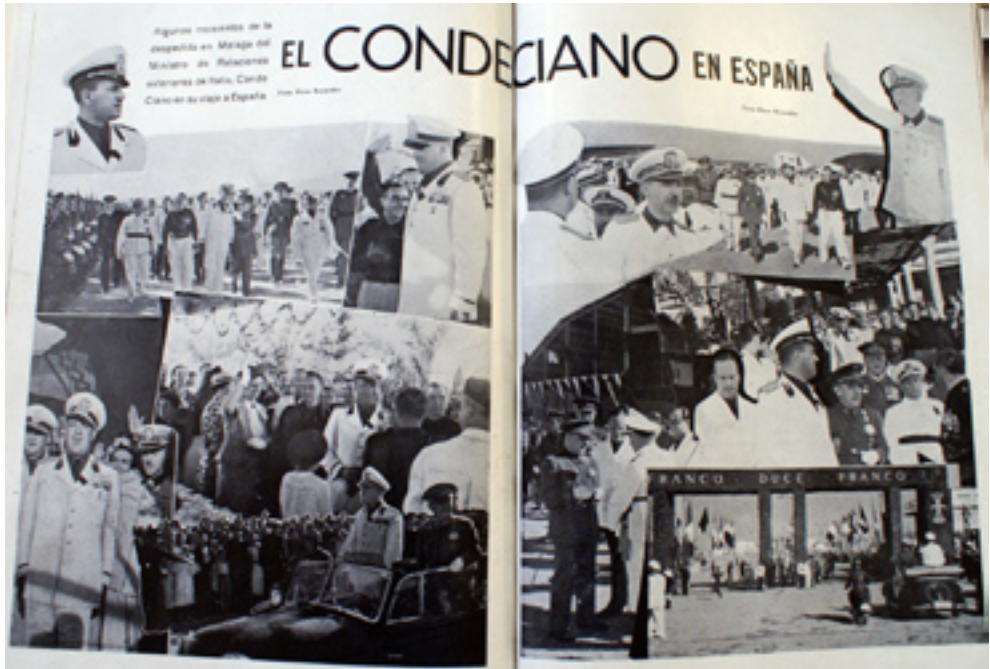 Algunos momentos de la
despedida en Málaga del
Ministro de Relaciones
exteriores de Italia, Conde
Ciano en su viaje a España
EL CONDE CIANO EN ESPAÑA
RANCO DUCE FRANCO